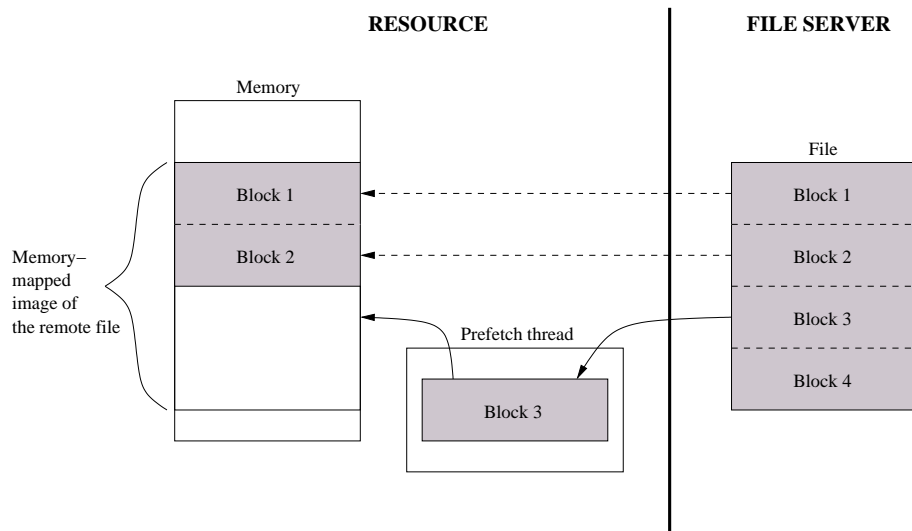 RESOURCE
FILE SERVER
Memory
File
Block 1
Block 1
Block 2
Block 2
Memory−
mapped
image of
the remote file
Block 3
Prefetch thread
Block 4
Block 3